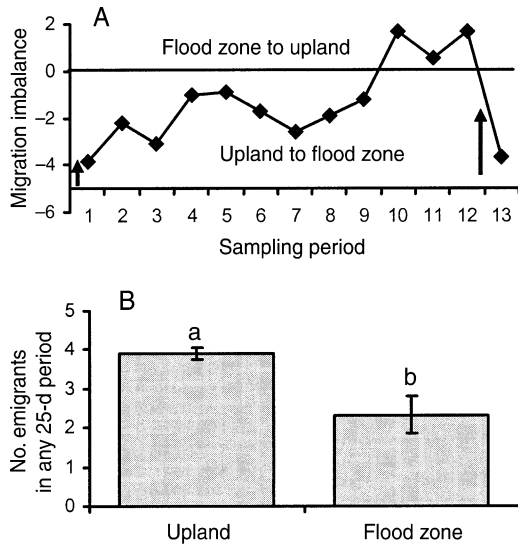 A
Migration imbalance
2
0
−2
−4
−6
Flood zone to upland
Upland to flood zone
1 2 3 4 5 6 7 8 9 10 11 12 13
Sampling period
B
No. emigrants
in any 25-d period
5
4
3
2
1
0
a
b
Upland Flood zone